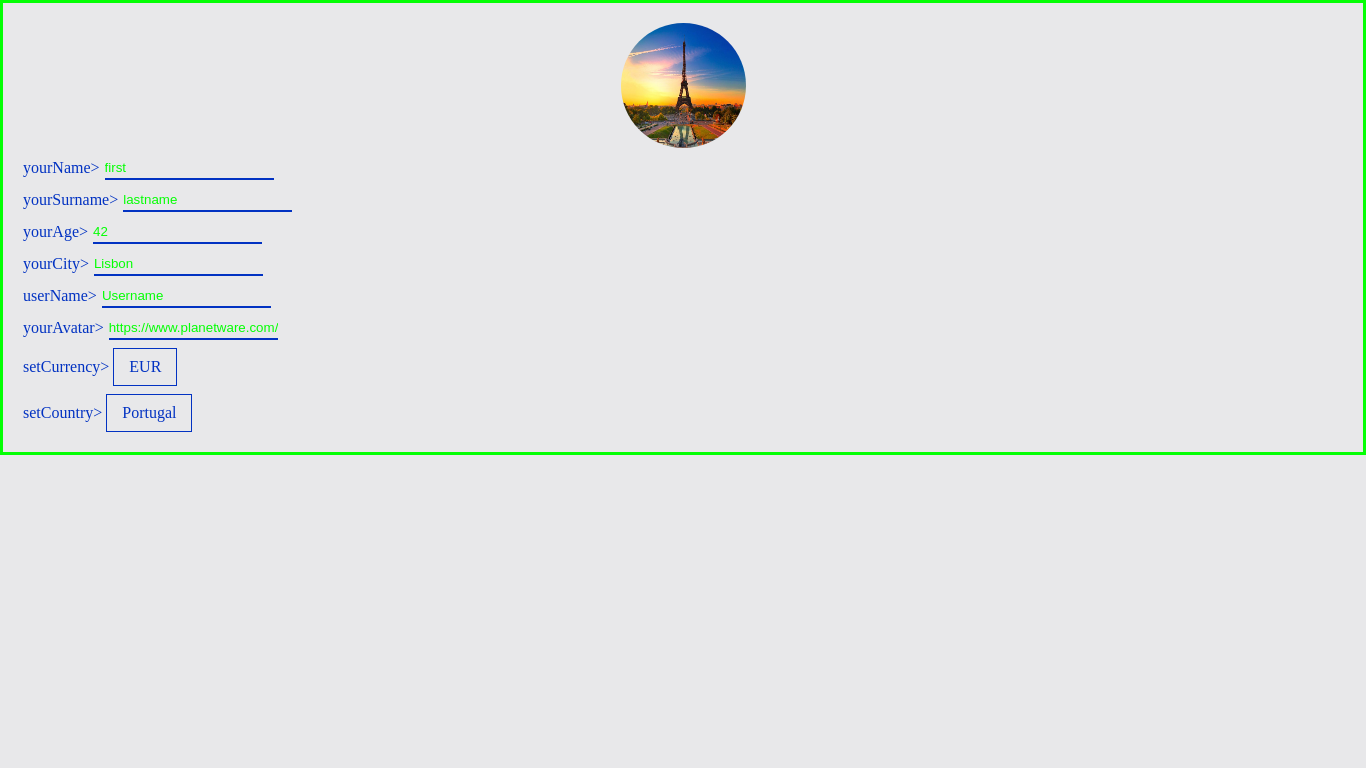 yourName> first
yourSurname> lastname
yourAge> 42
yourCity> Lisbon
userName> Username
yourAvatar> https://www.planetware.com/
setCurrency> EUR
setCountry> Portugal